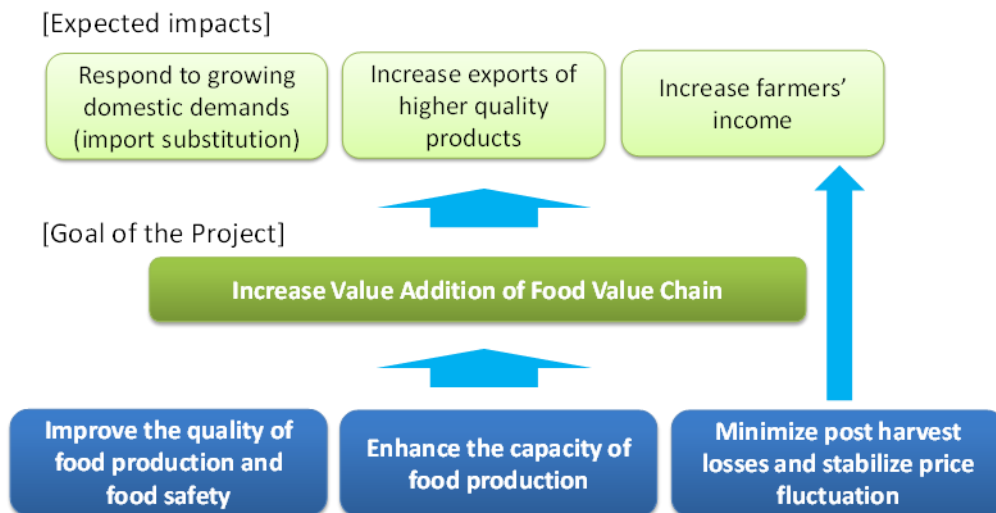 [Expected impacts]
Respond to growing
domestic demands
(import substitution)
Increase exports of
higher quality
products
Increase farmers’
income
[Goal of the Project]
Increase Value Addition of Food Value Chain
Improve the quality of
food production and
food safety
Enhance the capacity of
food production
Minimize post harvest
losses and stabilize price
fluctuation